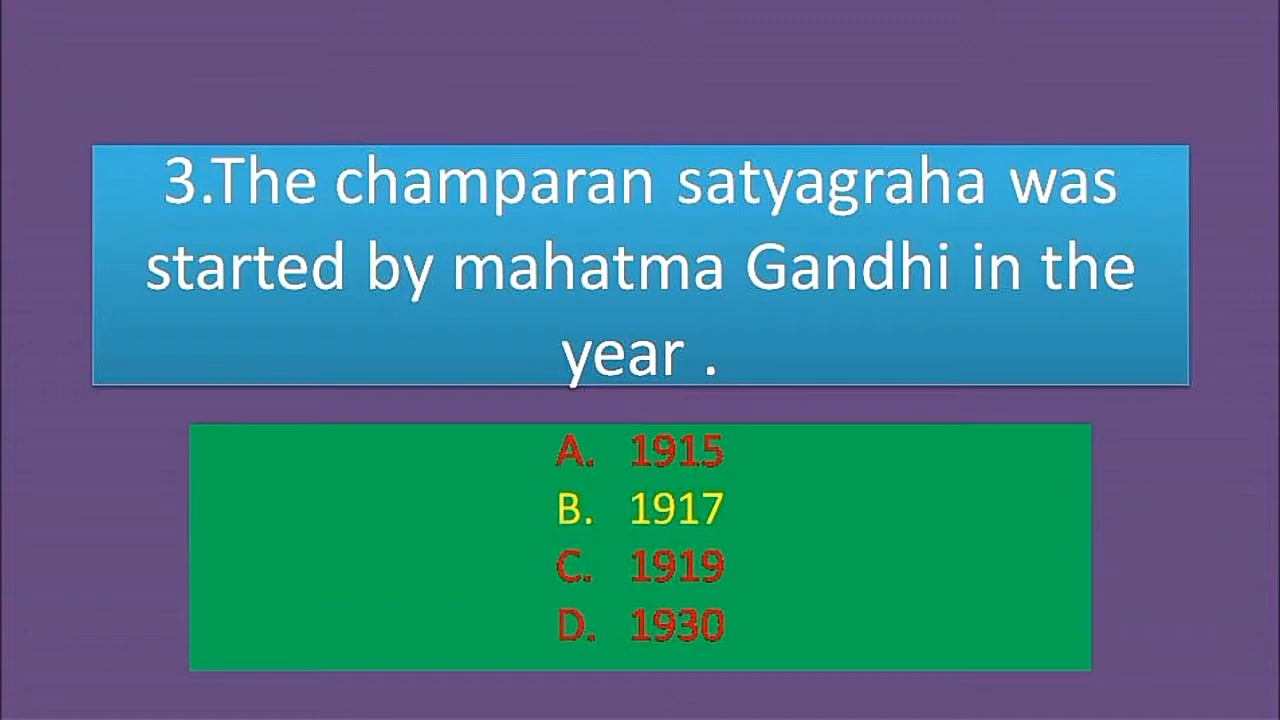 3.The champaran satyagraha was
started by mahatma Gandhi in the
year .
A. 1915
B. 1917
C. 1919
D. 1930